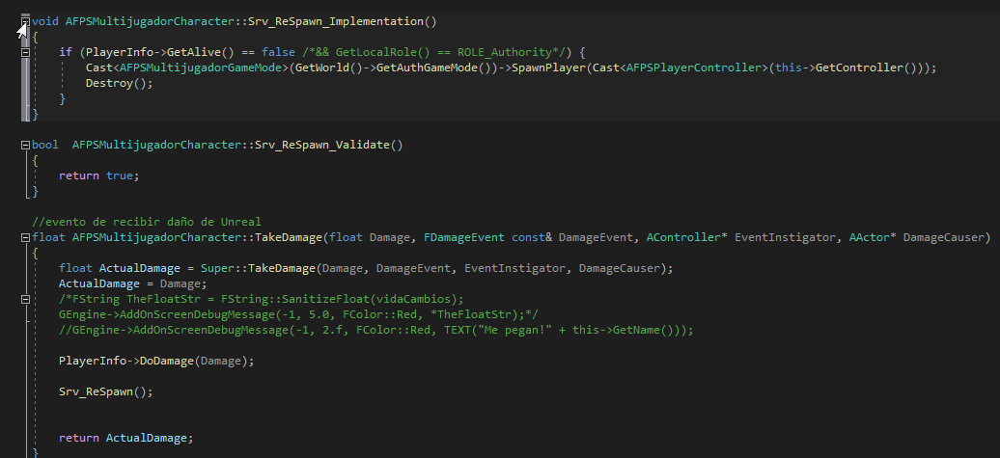 void AFPSMultijugadorCharacter::Srv_ReSpawn_Implementation()
{
if (PlayerInfo->GetAlive() == false /*&& GetLocalRole() == ROLE_Authority*/) {
Cast<AFPSMultijugadorGameMode>(GetWorld()->GetAuthGameMode())->SpawnPlayer(Cast<AFPSPlayerController>(this->GetController()));
Destroy();
}
}
bool  AFPSMultijugadorCharacter::Srv_ReSpawn_Validate()
{
return true;
}
//evento de recibir daño de Unreal
float AFPSMultijugadorCharacter::TakeDamage(float Damage, FDamageEvent const& DamageEvent, AController* EventInstigator, AActor* DamageCauser)
{
float ActualDamage = Super::TakeDamage(Damage, DamageEvent, EventInstigator, DamageCauser);
ActualDamage = Damage;
/*FString TheFloatStr = FString::SanitizeFloat(vidaCambios);
GEngine->AddOnScreenDebugMessage(-1, 5.0, FColor::Red, *TheFloatStr);*/
//GEngine->AddOnScreenDebugMessage(-1, 2.f, FColor::Red, TEXT("Me pegan!" + this->GetName()));
PlayerInfo->DoDamage(Damage);
Srv_ReSpawn();
return ActualDamage;
}